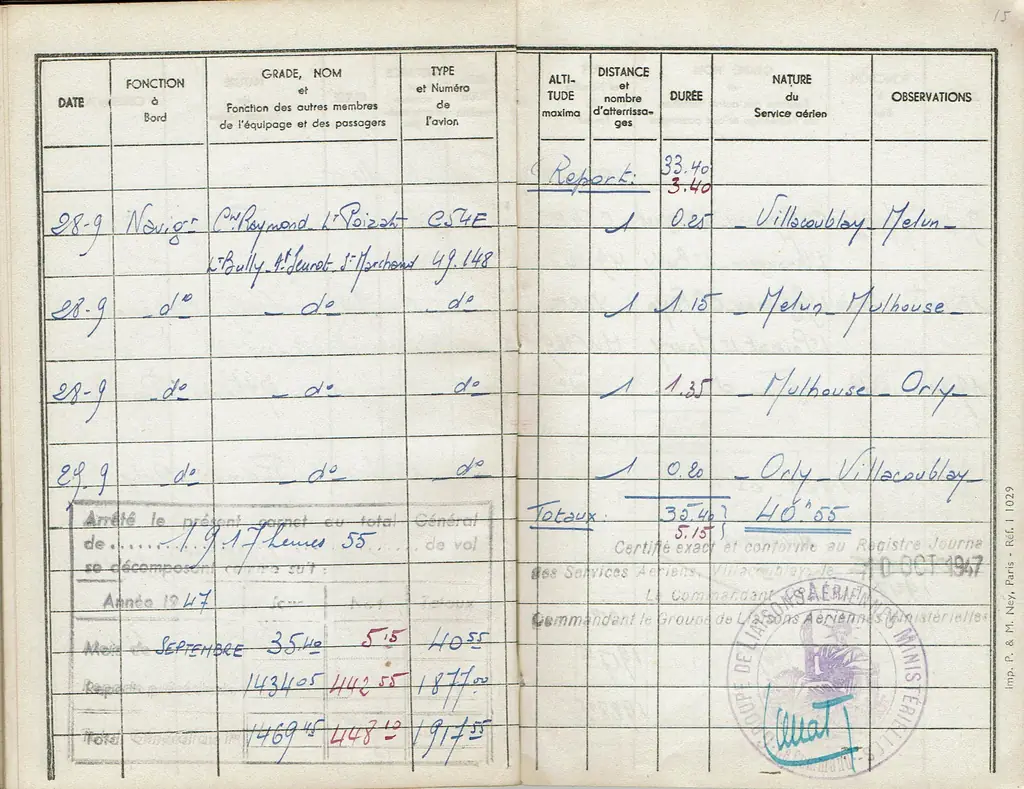 15
DATE
FONCTION
à
Bord
GRADE, NOM
et
Fonction des autres membres
de l'équipage et des passagers
TYPE
et Numéro
de
l'avion.
ALTI-
TUDE
maxima
DISTANCE
et
nombre
d'atterrissa-
ges
DURÉE
NATURE
du
Service aérien
OBSERVATIONS
Report: 33.40
3.40
28-9 Navigr Cne Raymond Lt Poizat C54E 1 0.25 Villacoublay Melun
Lt Bully Marchand 49.148
28-9 do do do 1 1.15 Melun Mulhouse
28-9 do do do 1 1.35 Mulhouse Orly
29.9 do do do 1 0.20 Orly Villacoublay
Totaux: 35.40 40h55
5.15
Arrêté le présent carnet au total Général
de 1917 heures 55 de vol
se décomposant comme suit :
Certifié exact et conforme au Registre Journa
des Services Aériens, Villacoublay, le 10 OCT 1947
Le Commandant
Commandant le Groupe de Liaisons Aériennes Ministérielles
Année 1947 Jour Nuit Totaux
Mois de SEPTEMBRE 35.40 5 15 40 55
Report 1434 05 442 55 1877 00
Total 1469 45 448 10 1917 55
GROUPE DE LIAISONS AÉRIENNES MINISTÉRIELLES
Imp. P. & M. Ney, Paris - Réf. I 1029